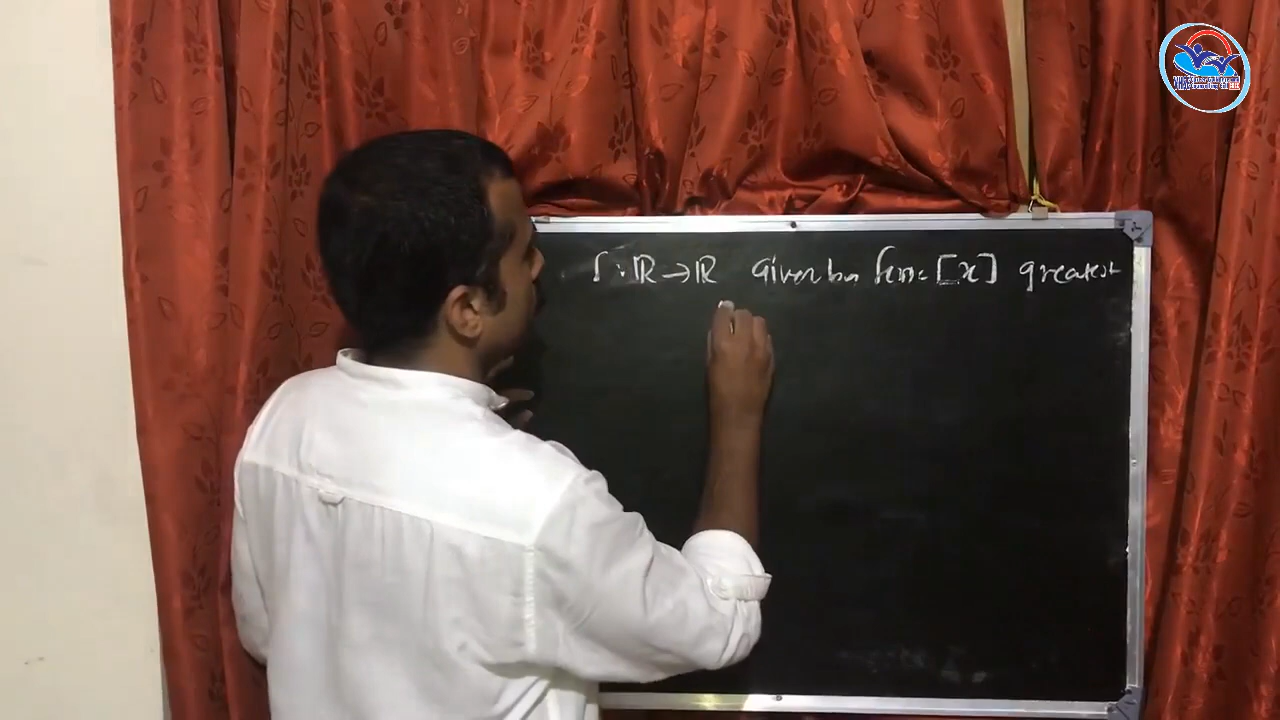 f : ℝ → ℝ Given by f(x) = [x] greatest